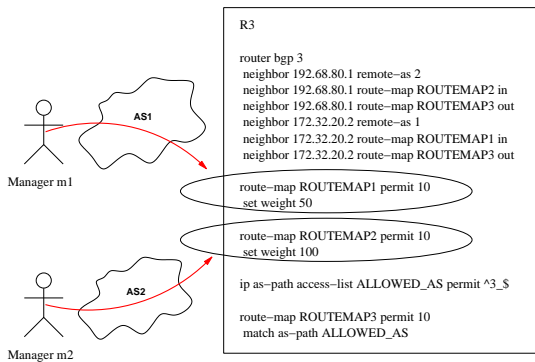 R3
router bgp 3
neighbor 192.68.80.1 remote−as 2
neighbor 192.68.80.1 route−map ROUTEMAP2 in
neighbor 192.68.80.1 route−map ROUTEMAP3 out
neighbor 172.32.20.2 remote−as 1
neighbor 172.32.20.2 route−map ROUTEMAP1 in
neighbor 172.32.20.2 route−map ROUTEMAP3 out
route−map ROUTEMAP1 permit 10
set weight 50
route−map ROUTEMAP2 permit 10
set weight 100
ip as−path access−list ALLOWED_AS permit ^3_$
route−map ROUTEMAP3 permit 10
match as−path ALLOWED_AS
AS1
Manager m1
AS2
Manager m2